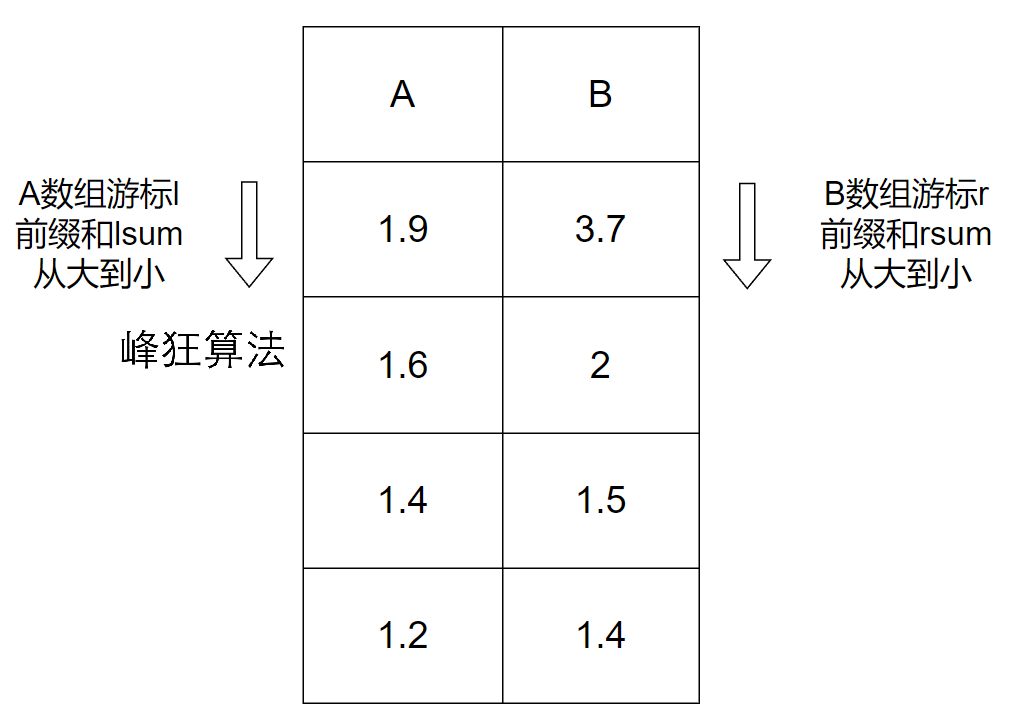 A B
A数组游标l
前缀和lsum
从大到小
1.9 3.7
B数组游标r
前缀和rsum
从大到小
峰狂算法
1.6 2
1.4 1.5
1.2 1.4